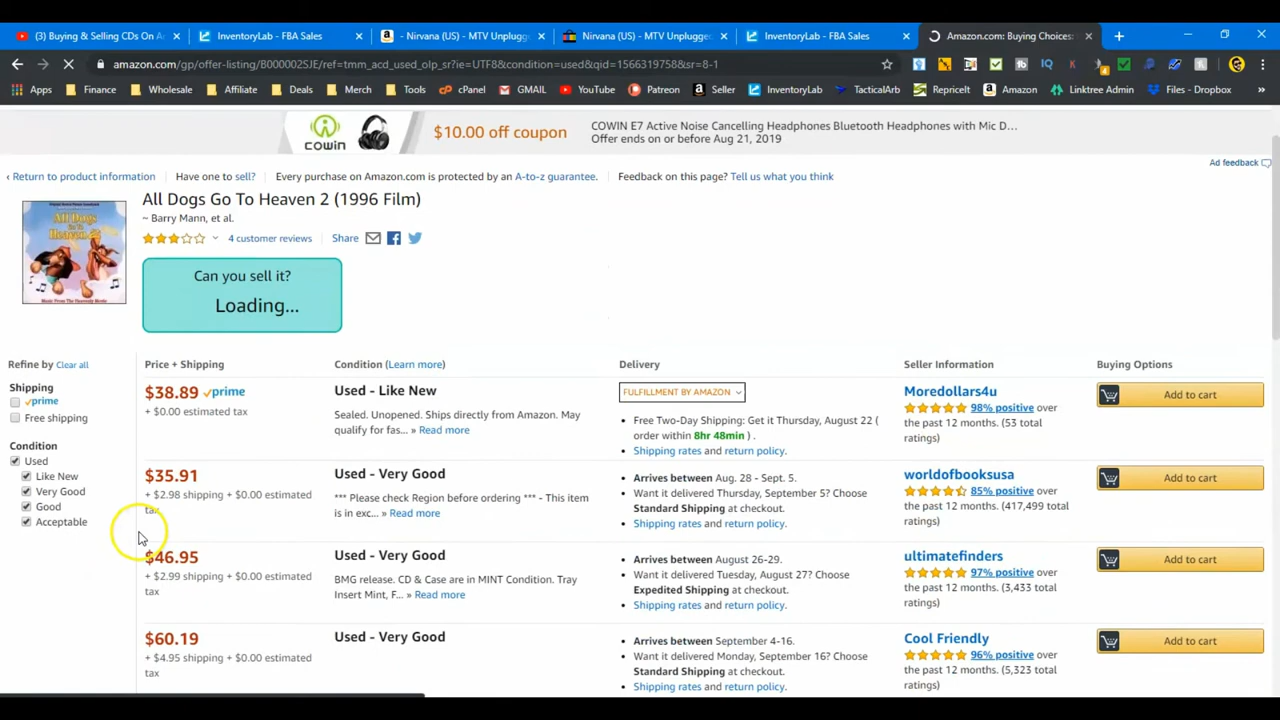 (3) Buying & Selling CDs On A
InventoryLab - FBA Sales
- Nirvana (US) - MTV Unplugg
Nirvana (US) - MTV Unplugge
InventoryLab - FBA Sales
Amazon.com: Buying Choices:
amazon.com/gp/offer-listing/B000002SJE/ref=tmm_acd_used_olp_sr?ie=UTF8&condition=used&qid=1566319758&sr=8-1
Apps Finance Wholesale Affiliate Deals Merch Tools cPanel GMAIL YouTube Patreon Seller InventoryLab TacticalArb RepriceIt Amazon Linktree Admin Files - Dropbox
COWIN
$10.00 off coupon
COWIN E7 Active Noise Cancelling Headphones Bluetooth Headphones with Mic D…
Offer ends on or before Aug 21, 2019
Ad feedback
‹ Return to product information Have one to sell? Every purchase on Amazon.com is protected by an A-to-z guarantee. Feedback on this page? Tell us what you think
All Dogs Go To Heaven 2 (1996 Film)
~ Barry Mann, et al.
4 customer reviews Share
Can you sell it?
Loading...
Refine by Clear all
Shipping
prime
Free shipping
Condition
Used
Like New
Very Good
Good
Acceptable
Price + Shipping Condition (Learn more) Delivery Seller Information Buying Options
$38.89 prime
+ $0.00 estimated tax
Used - Like New
Sealed. Unopened. Ships directly from Amazon. May
qualify for fas... » Read more
FULFILLMENT BY AMAZON
Free Two-Day Shipping: Get it Thursday, August 22 (
order within 8hr 48min ) .
Shipping rates and return policy.
Moredollars4u
98% positive over
the past 12 months. (53 total
ratings)
Add to cart
$35.91
+ $2.98 shipping + $0.00 estimated
tax
Used - Very Good
*** Please check Region before ordering *** - This item
is in exc... » Read more
Arrives between Aug. 28 - Sept. 5.
Want it delivered Thursday, September 5? Choose
Standard Shipping at checkout.
Shipping rates and return policy.
worldofbooksusa
85% positive over
the past 12 months. (417,499 total
ratings)
Add to cart
$46.95
+ $2.99 shipping + $0.00 estimated
tax
Used - Very Good
BMG release. CD & Case are in MINT Condition. Tray
Insert Mint, F... » Read more
Arrives between August 26-29.
Want it delivered Tuesday, August 27? Choose
Expedited Shipping at checkout.
Shipping rates and return policy.
ultimatefinders
97% positive over
the past 12 months. (3,433 total
ratings)
Add to cart
$60.19
+ $4.95 shipping + $0.00 estimated
tax
Used - Very Good
Arrives between September 4-16.
Want it delivered Monday, September 16? Choose
Standard Shipping at checkout.
Shipping rates and return policy.
Cool Friendly
96% positive over
the past 12 months. (5,323 total
ratings)
Add to cart